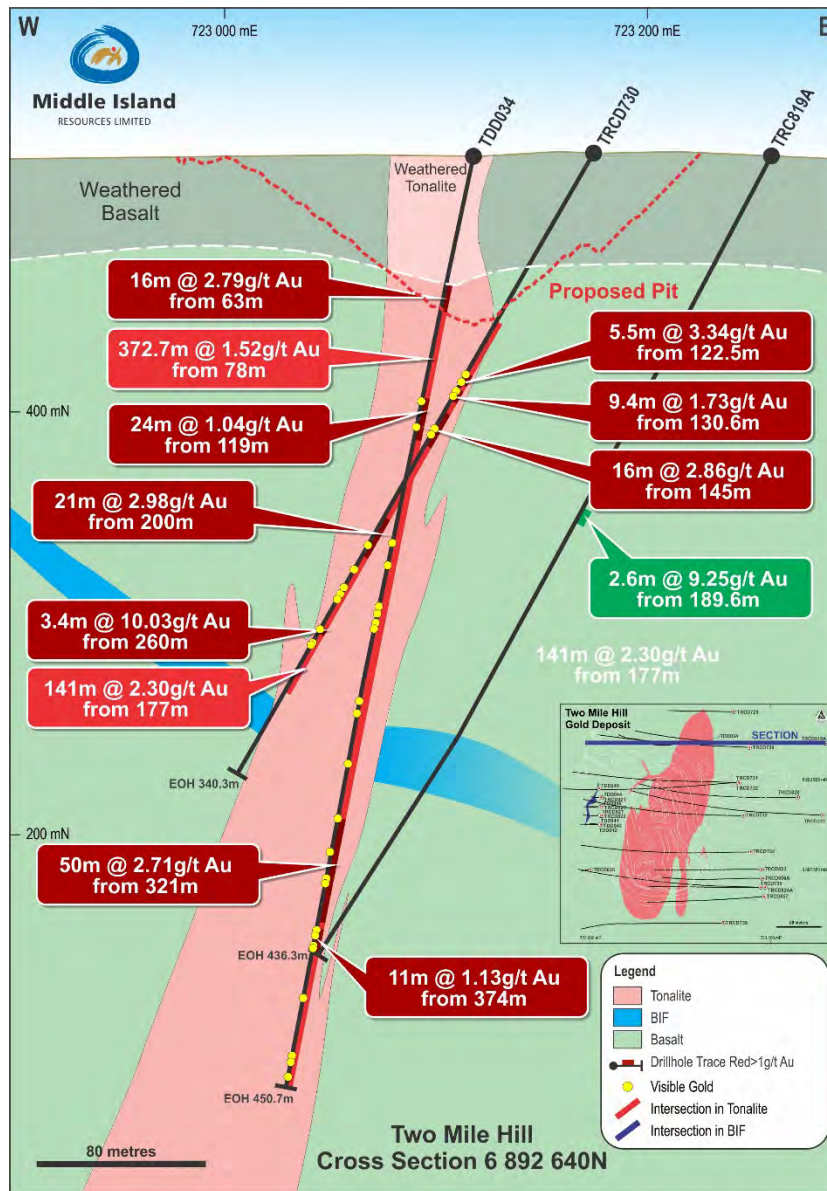 W
723 000 mE
723 200 mE
E
Middle Island
RESOURCES LIMITED
TDD034
TRCD730
TRC819A
Weathered
Basalt
Weathered
Tonalite
Proposed Pit
16m @ 2.79g/t Au
from 63m
372.7m @ 1.52g/t Au
from 78m
5.5m @ 3.34g/t Au
from 122.5m
9.4m @ 1.73g/t Au
from 130.6m
400 mN
24m @ 1.04g/t Au
from 119m
16m @ 2.86g/t Au
from 145m
21m @ 2.98g/t Au
from 200m
2.6m @ 9.25g/t Au
from 189.6m
3.4m @ 10.03g/t Au
from 260m
141m @ 2.30g/t Au
from 177m
141m @ 2.30g/t Au
from 177m
EOH 340.3m
Two Mile Hill
Gold Deposit
SECTION
200 mN
50m @ 2.71g/t Au
from 321m
EOH 436.3m
11m @ 1.13g/t Au
from 374m
EOH 450.7m
Legend
Tonalite
BIF
Basalt
Drillhole Trace Red>1g/t Au
Visible Gold
Intersection in Tonalite
Intersection in BIF
80 metres
Two Mile Hill
Cross Section 6 892 640N